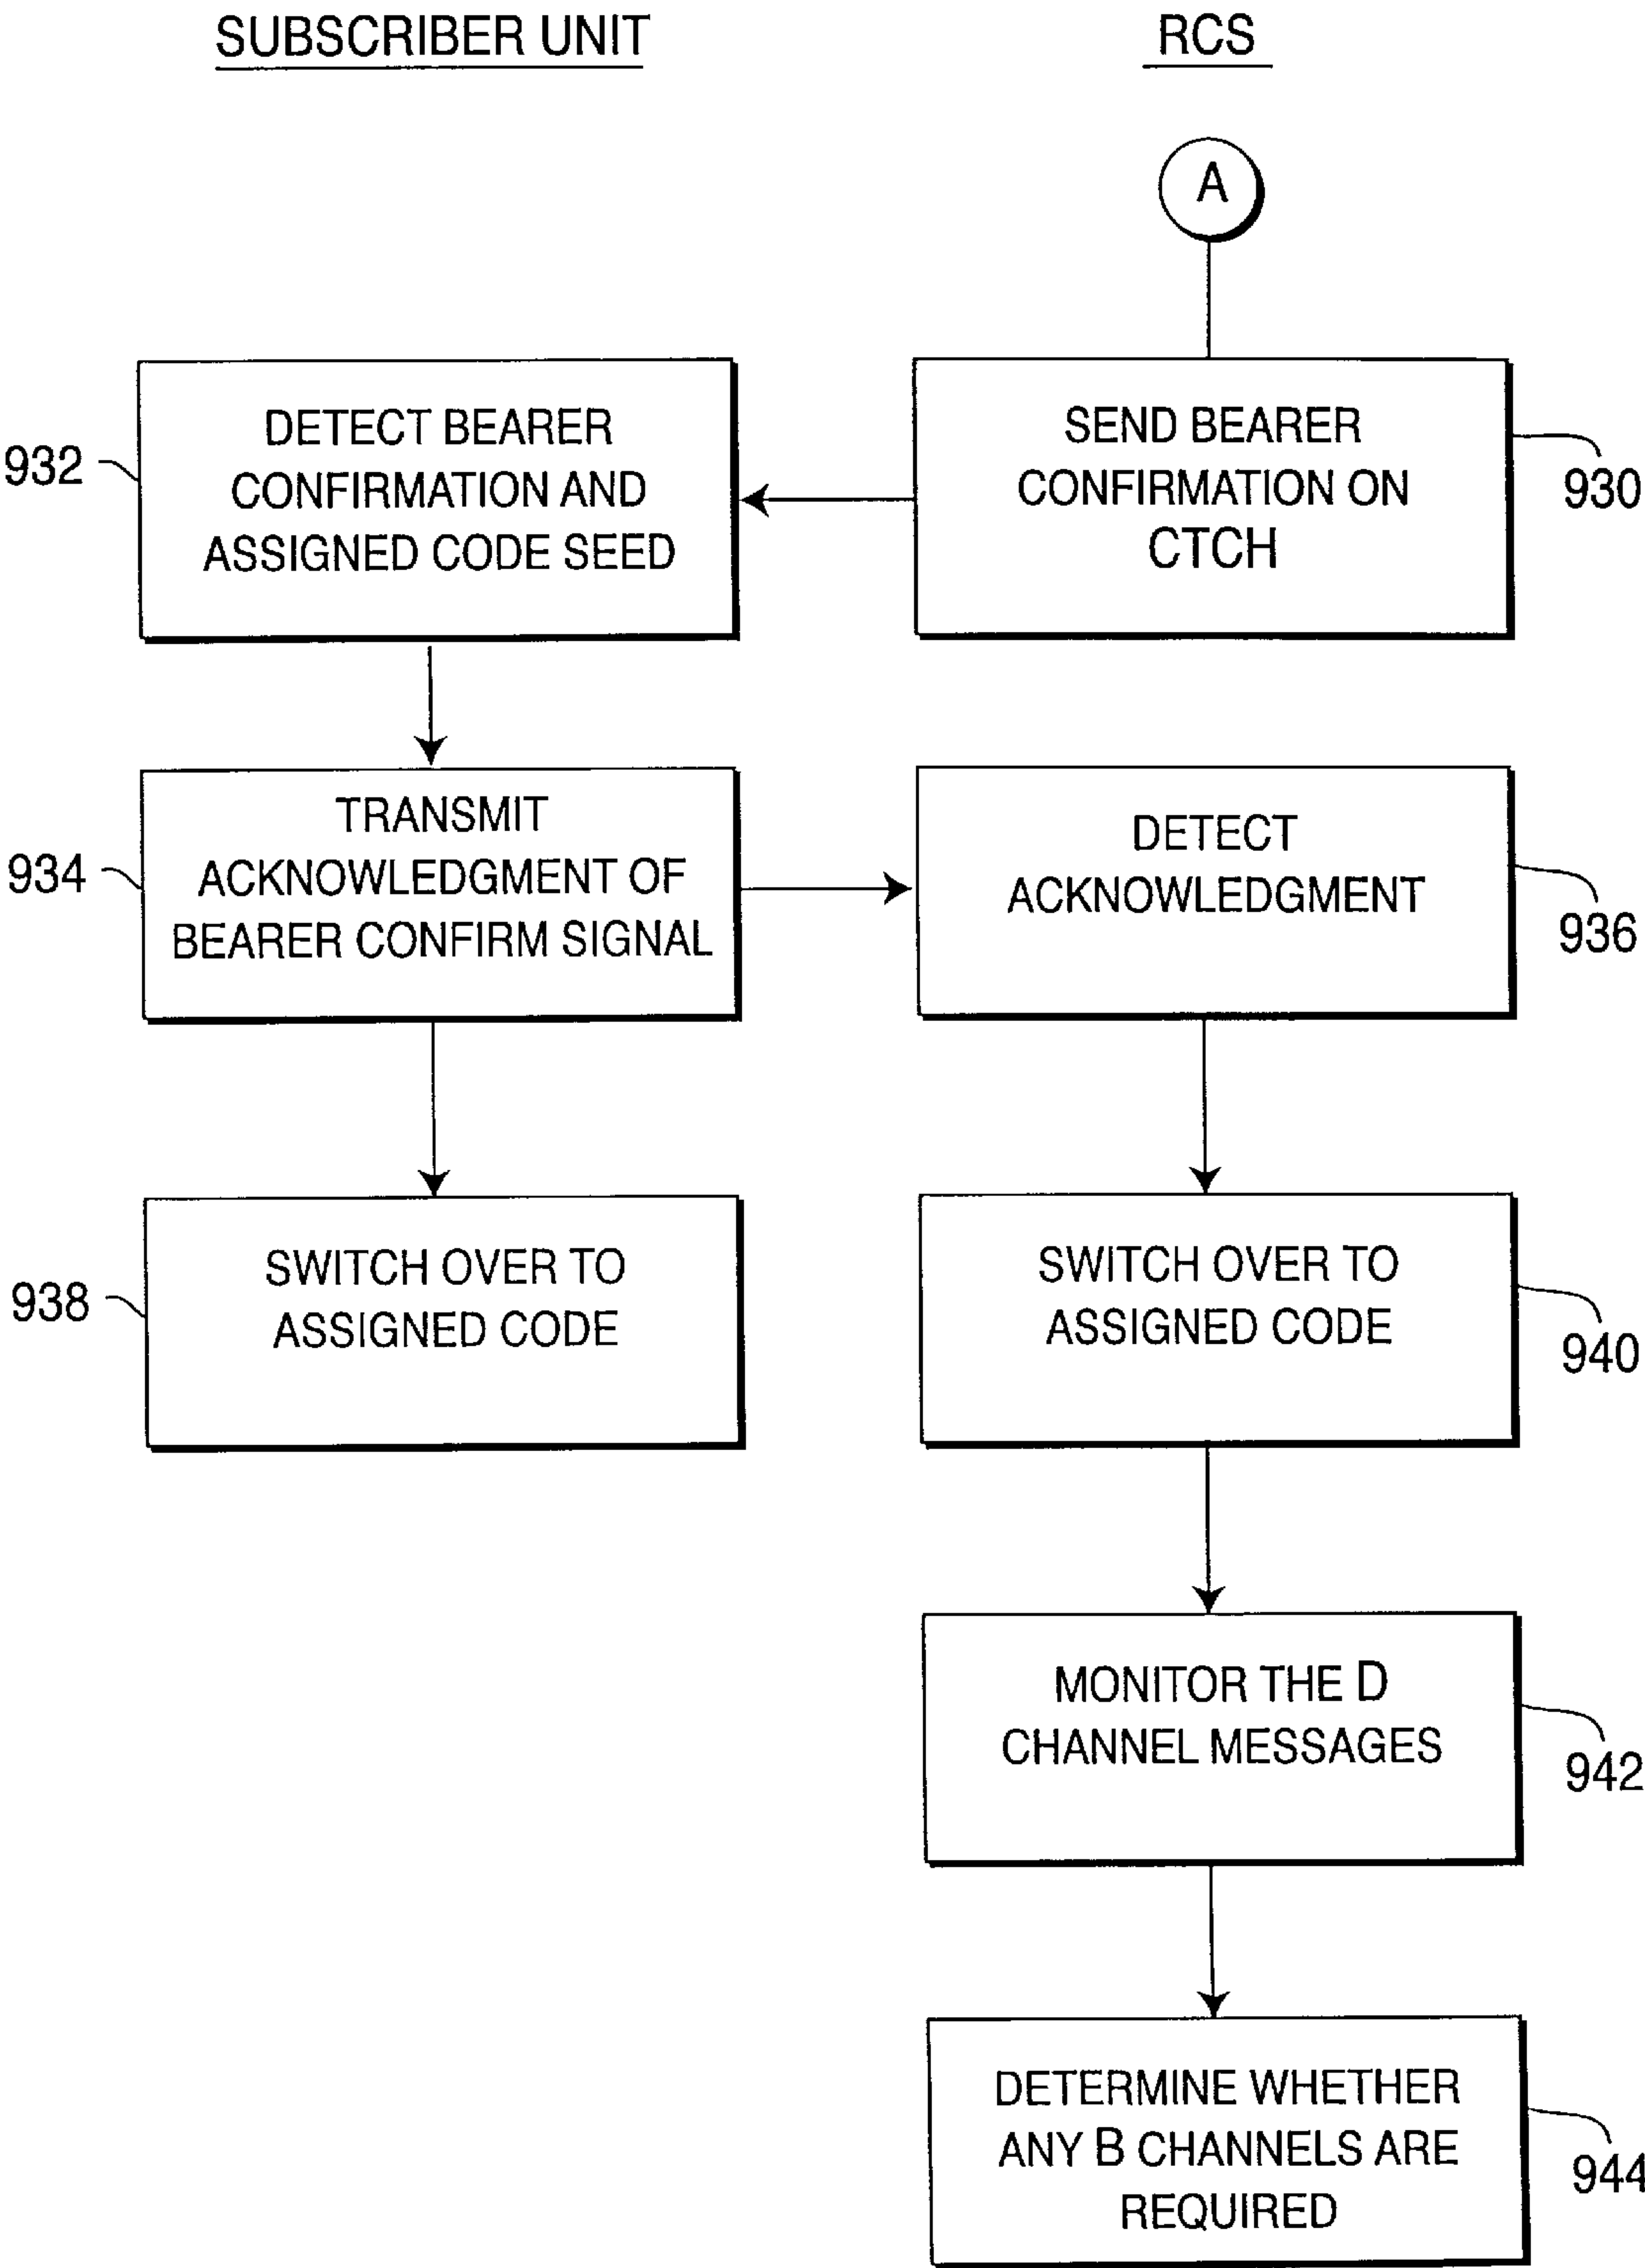 SUBSCRIBER UNIT
RCS
A
932
DETECT BEARER
CONFIRMATION AND
ASSIGNED CODE SEED
SEND BEARER
CONFIRMATION ON
CTCH
930
934
TRANSMIT
ACKNOWLEDGMENT OF
BEARER CONFIRM SIGNAL
DETECT
ACKNOWLEDGMENT
936
938
SWITCH OVER TO
ASSIGNED CODE
SWITCH OVER TO
ASSIGNED CODE
940
MONITOR THE D
CHANNEL MESSAGES
942
DETERMINE WHETHER
ANY B CHANNELS ARE
REQUIRED
944